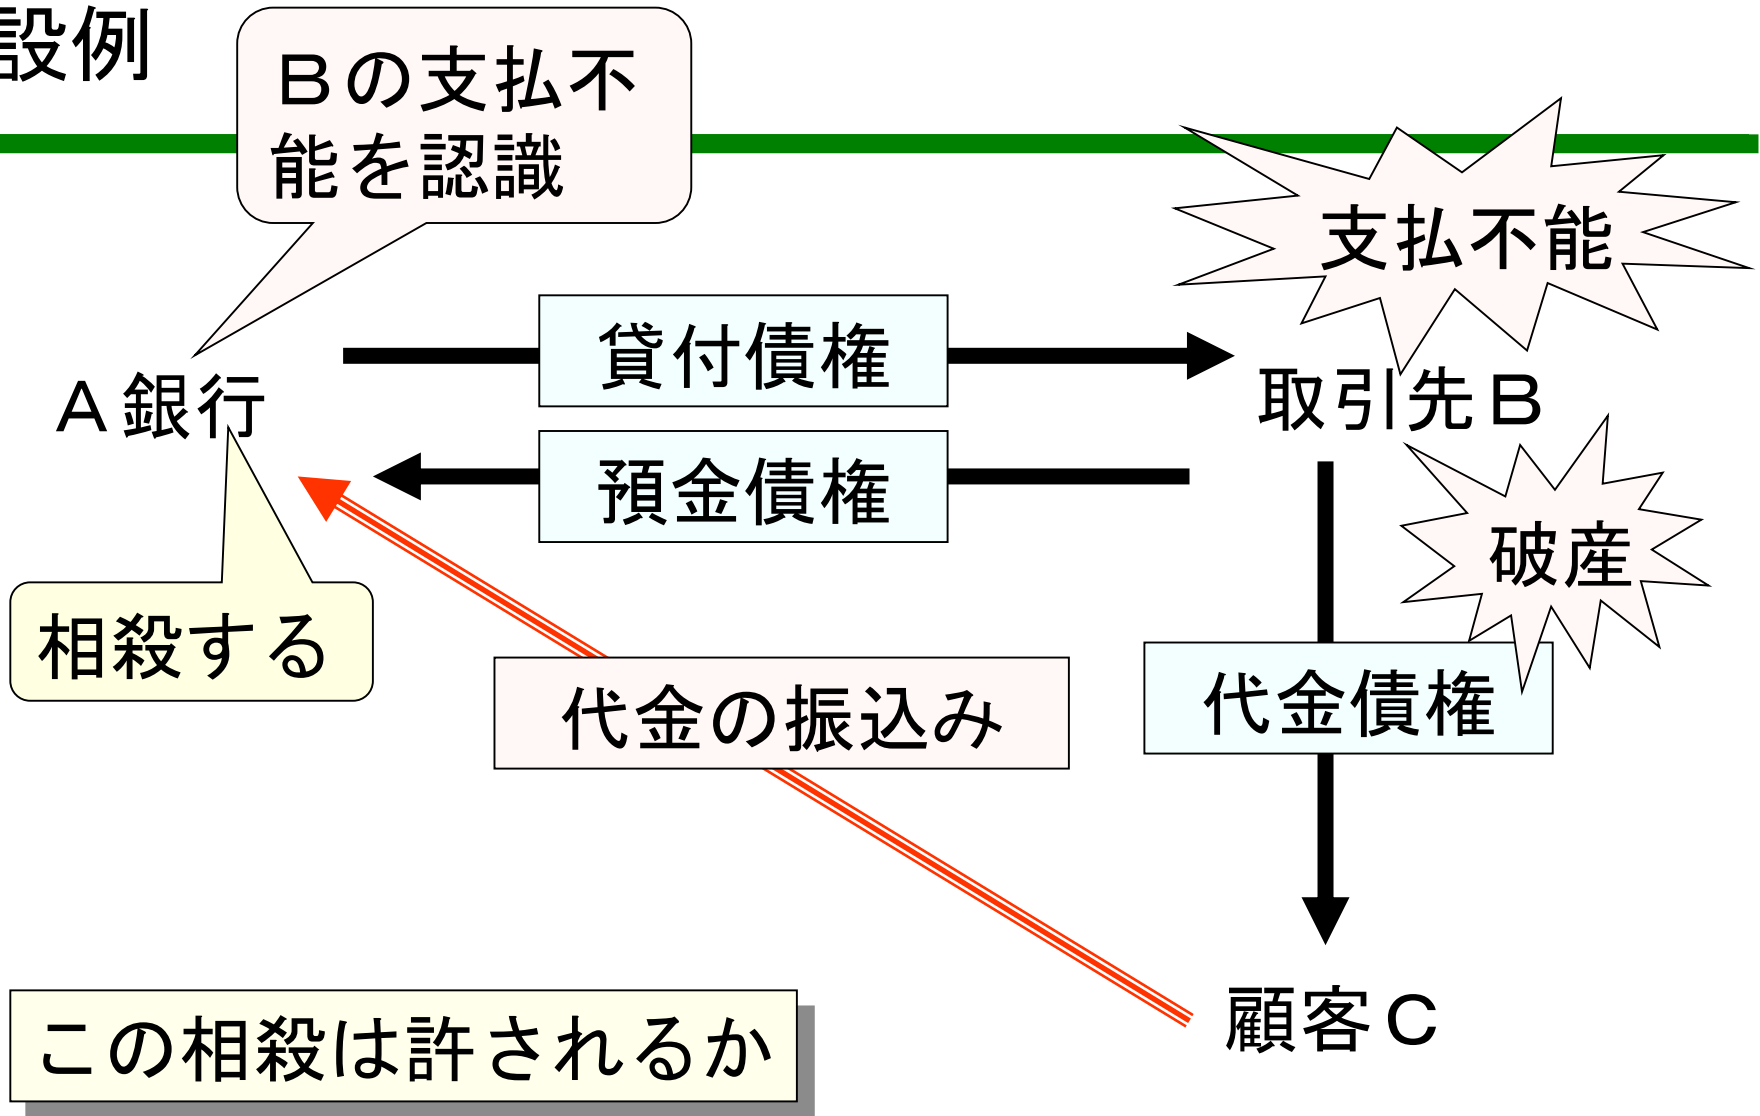 設例
Ｂの支払不
能を認識
支払不能
貸付債権
Ａ銀行
取引先Ｂ
預金債権
破産
相殺する
代金の振込み
代金債権
顧客Ｃ
この相殺は許されるか